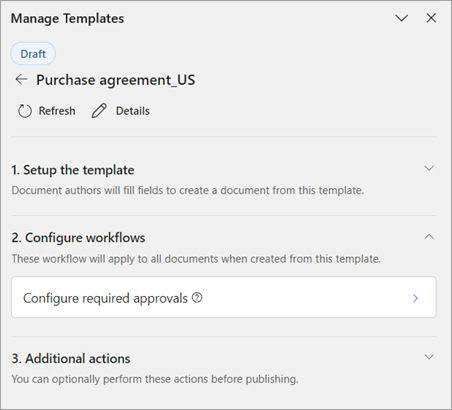 Manage Templates
Draft
Purchase agreement_US
Refresh Details
1. Setup the template
Document authors will fill fields to create a document from this template.
2. Configure workflows
These workflow will apply to all documents when created from this template.
Configure required approvals
3. Additional actions
You can optionally perform these actions before publishing.